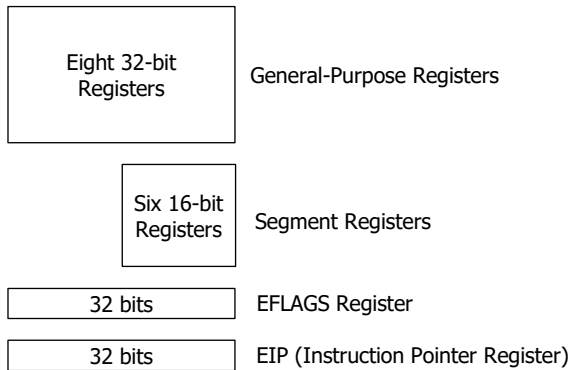 Eight 32-bit
Registers
General-Purpose Registers
Six 16-bit
Registers
Segment Registers
32 bits
EFLAGS Register
32 bits
EIP (Instruction Pointer Register)